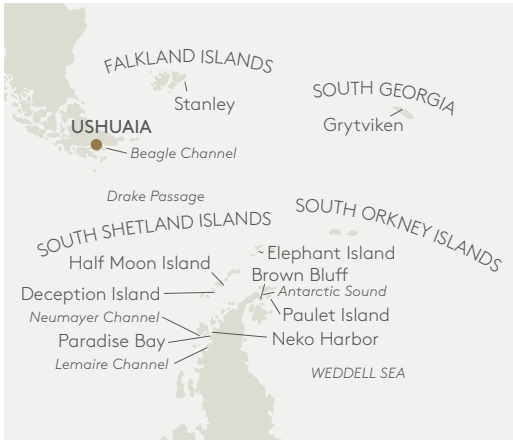 FALKLAND ISLANDS
Stanley
SOUTH GEORGIA
Grytviken
USHUAIA
Beagle Channel
Drake Passage
SOUTH SHETLAND ISLANDS
SOUTH ORKNEY ISLANDS
Elephant Island
Half Moon Island
Brown Bluff
Deception Island
Antarctic Sound
Neumayer Channel
Paulet Island
Paradise Bay
Neko Harbor
Lemaire Channel
WEDDELL SEA